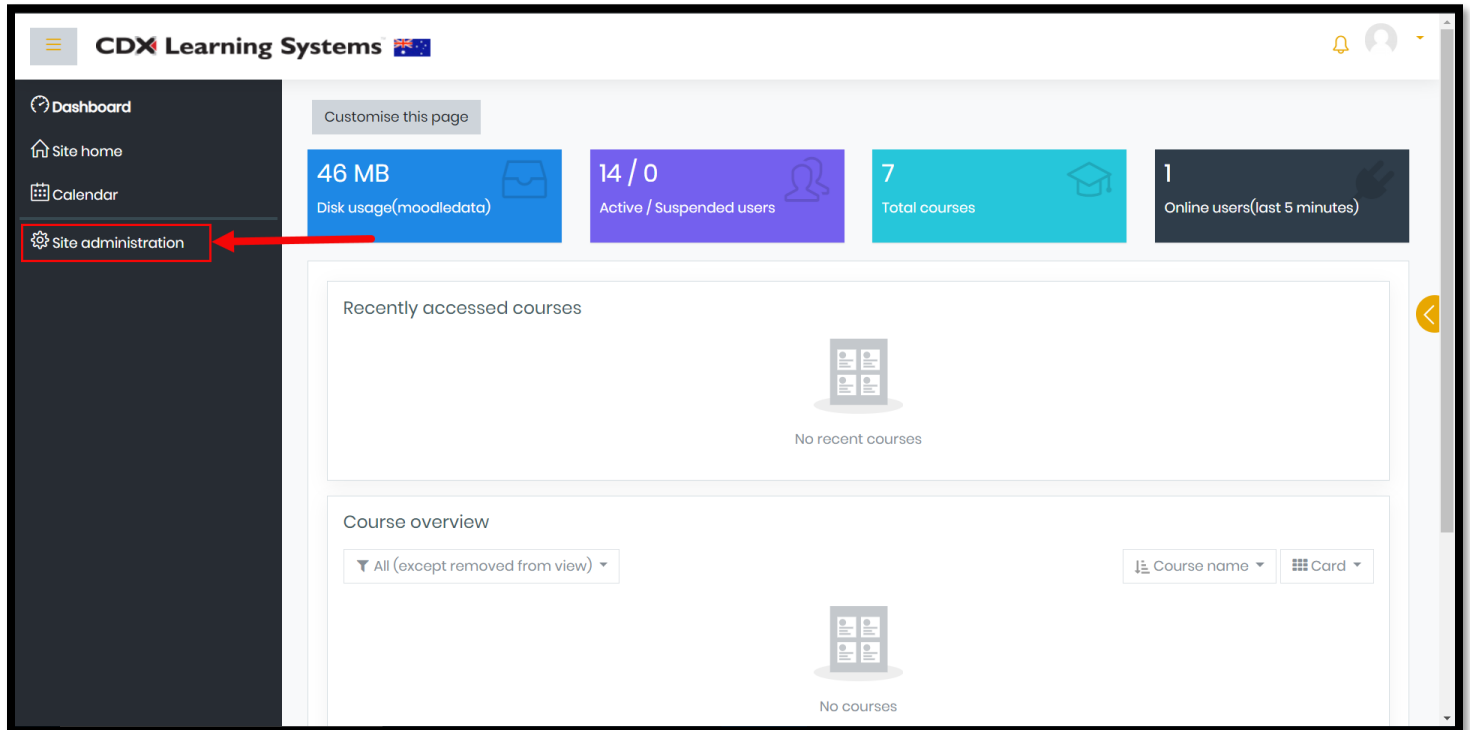 CDX Learning Systems
Dashboard
Site home
Calendar
Site administration
Customise this page
46 MB
Disk usage(moodledata)
14 / 0
Active / Suspended users
7
Total courses
1
Online users(last 5 minutes)
Recently accessed courses
No recent courses
Course overview
All (except removed from view)
Course name
Card
No courses